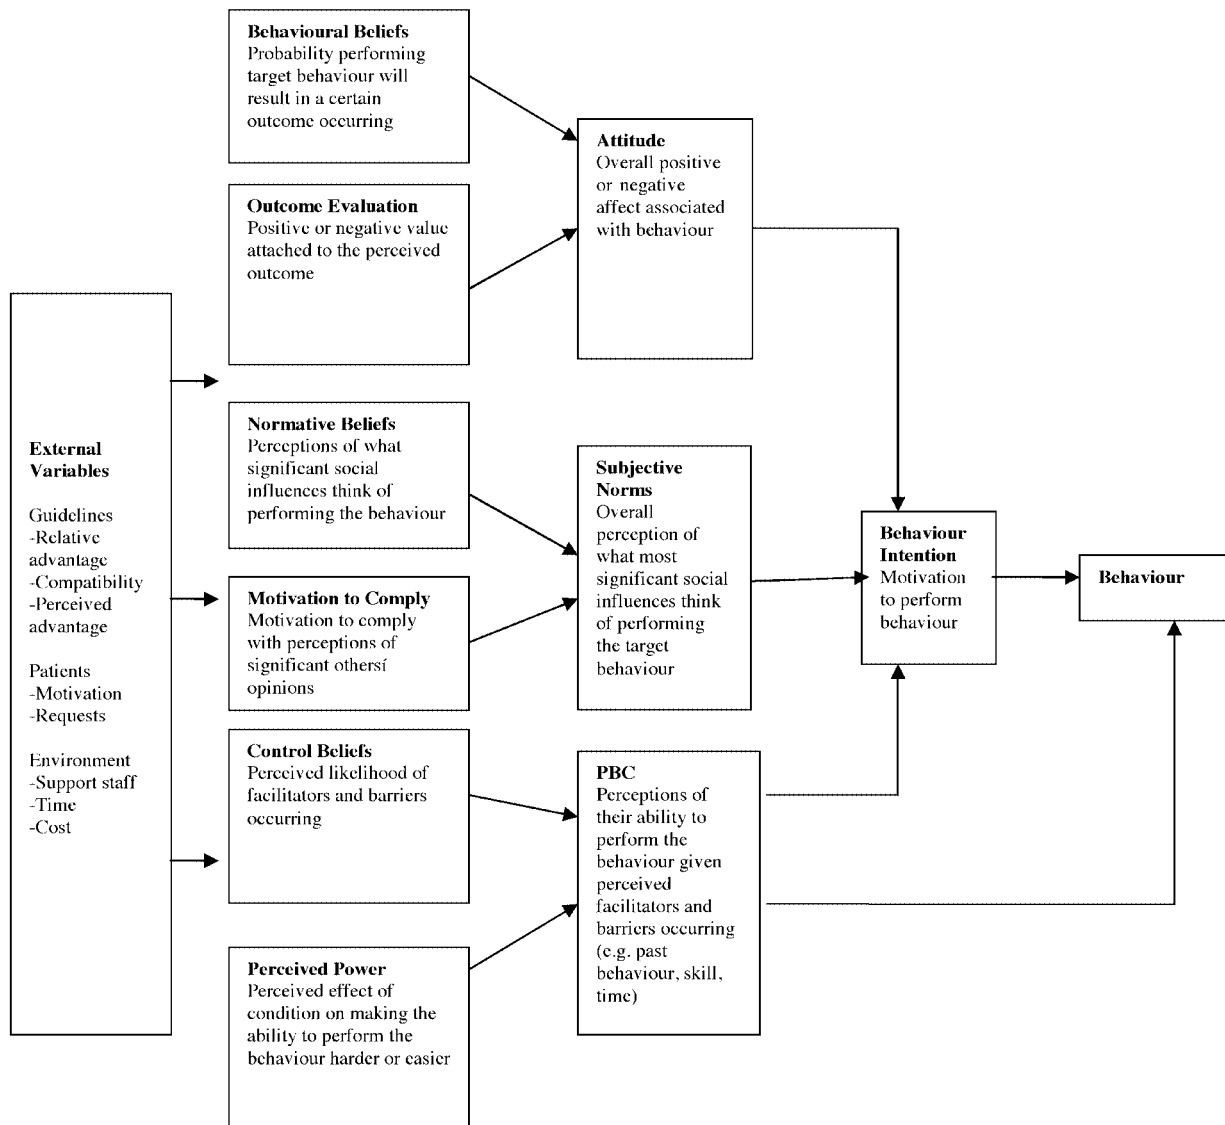 Behavioural Beliefs
Probability performing
target behaviour will
result in a certain
outcome occurring
Outcome Evaluation
Positive or negative value
attached to the perceived
outcome
External
Variables
Guidelines
-Relative
advantage
-Compatibility
-Perceived
advantage
Patients
-Motivation
-Requests
Environment
-Support staff
-Time
-Cost
Normative Beliefs
Perceptions of what
significant social
influences think of
performing the behaviour
Motivation to Comply
Motivation to comply
with perceptions of
significant othersí
opinions
Control Beliefs
Perceived likelihood of
facilitators and barriers
occurring
Perceived Power
Perceived effect of
condition on making the
ability to perform the
behaviour harder or easier
Attitude
Overall positive
or negative
affect associated
with behaviour
Subjective
Norms
Overall
perception of
what most
significant social
influences think
of performing
the target
behaviour
PBC
Perceptions of
their ability to
perform the
behaviour given
perceived
facilitators and
barriers occurring
(e.g. past
behaviour, skill,
time)
Behaviour
Intention
Motivation
to perform
behaviour
Behaviour